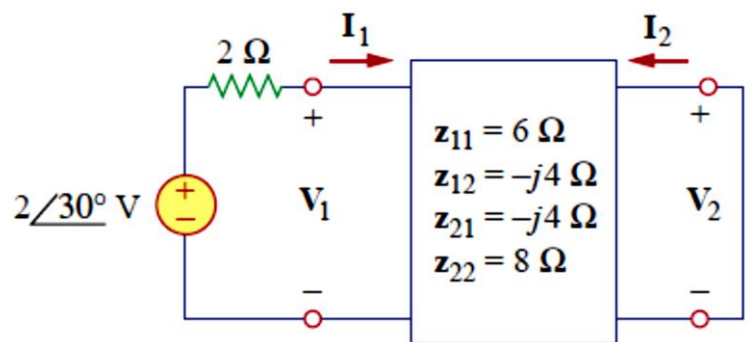 2 Ω
I₁
I₂
+
+
z₁₁ = 6 Ω
z₁₂ = –j4 Ω
z₂₁ = –j4 Ω
z₂₂ = 8 Ω
2/30° V
+
–
V₁
V₂
–
–